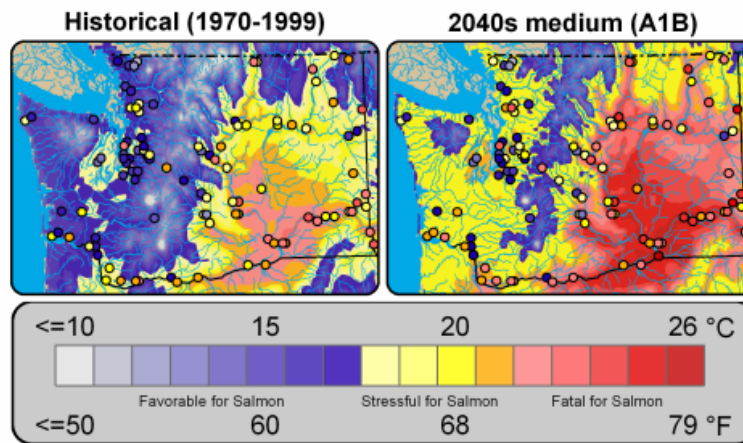 Historical (1970-1999) 2040s medium (A1B)
<=10 15 20 26 °C
Favorable for Salmon Stressful for Salmon Fatal for Salmon
<=50 60 68 79 °F